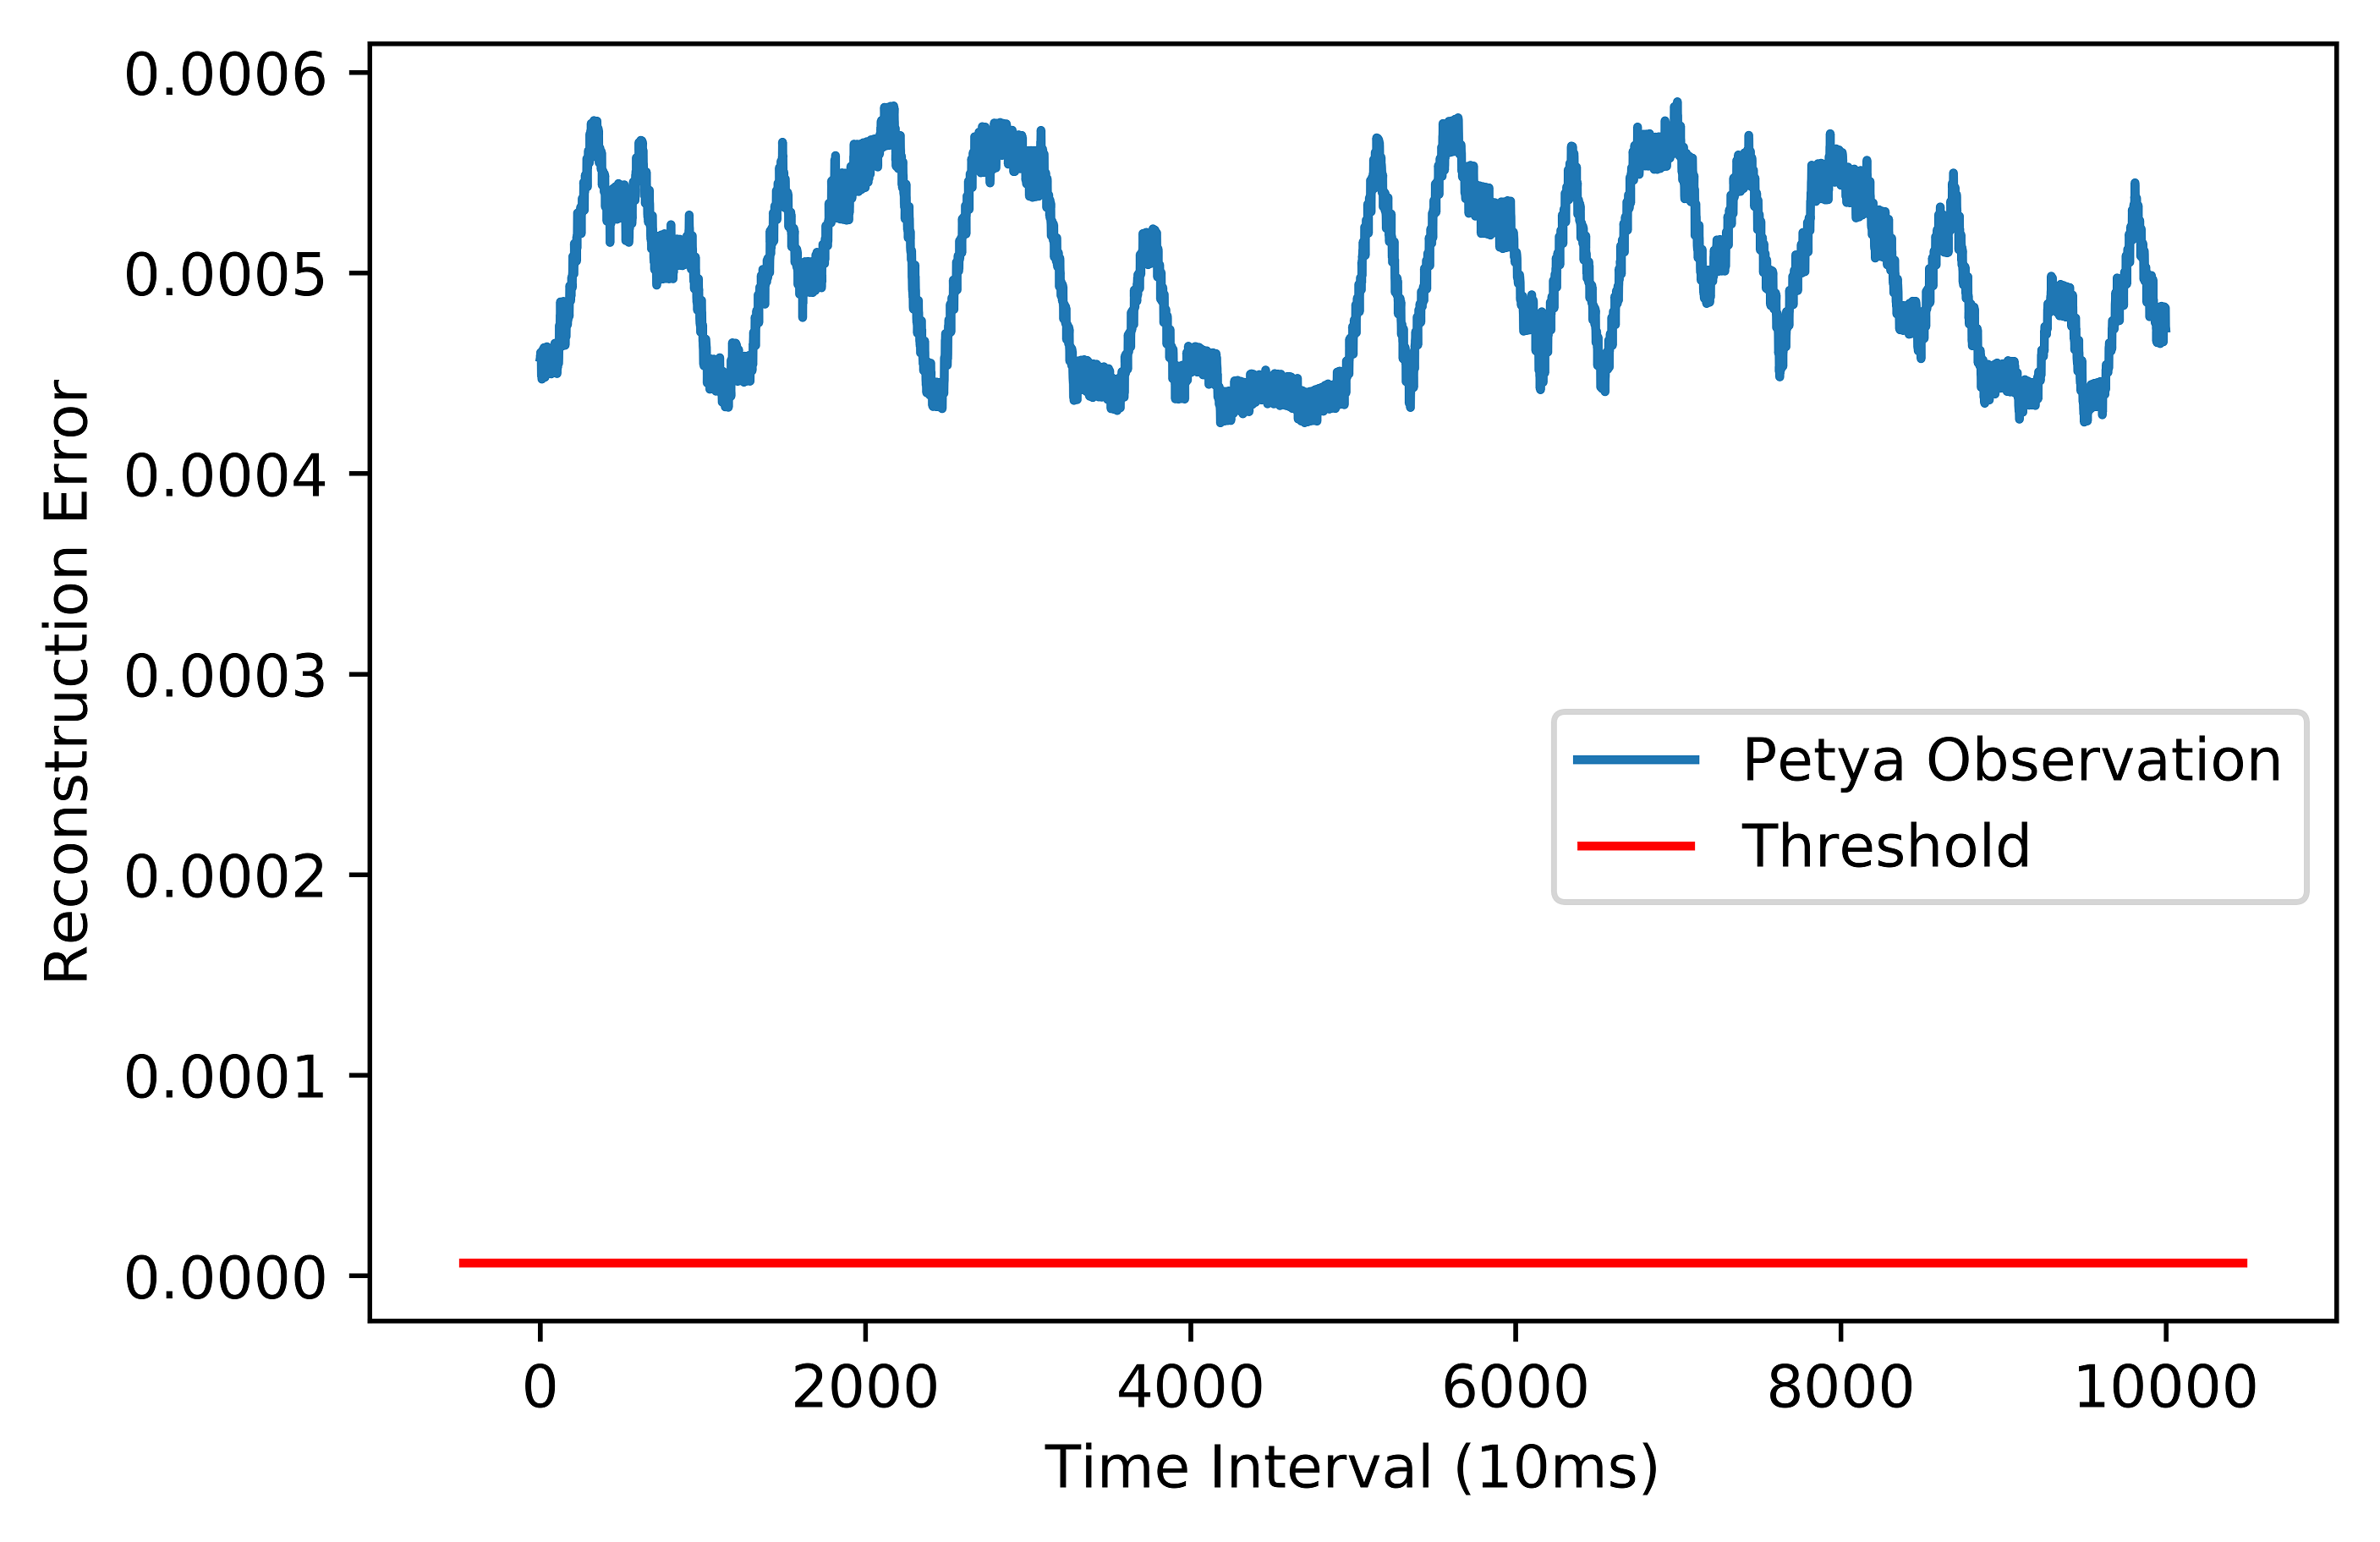 0.0006
0.0005
0.0004
0.0003
0.0002
0.0001
0.0000
Reconstruction Error
Petya Observation
Threshold
0 2000 4000 6000 8000 10000
Time Interval (10ms)